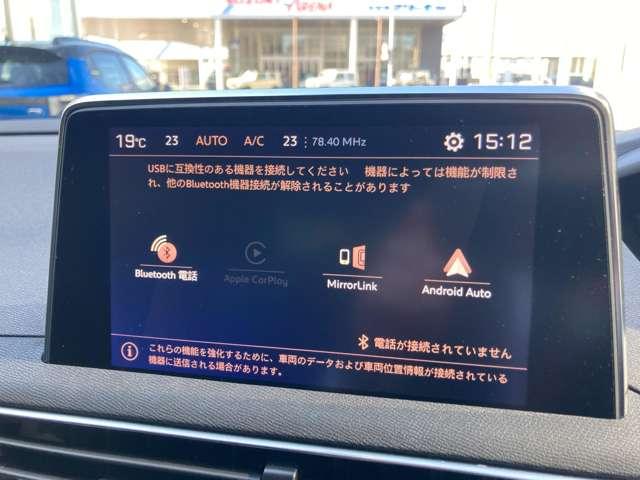 19℃ 23 AUTO A/C 23 78.40 MHz 15:12
USBに互換性のある機器を接続してください　機器によっては機能が制限さ
れ、他のBluetooth機器接続が解除されることがあります
Bluetooth 電話
Apple CarPlay
MirrorLink
Android Auto
電話が接続されていません
これらの機能を強化するために、車両のデータおよび車両位置情報が接続されている
機器に送信される場合があります。